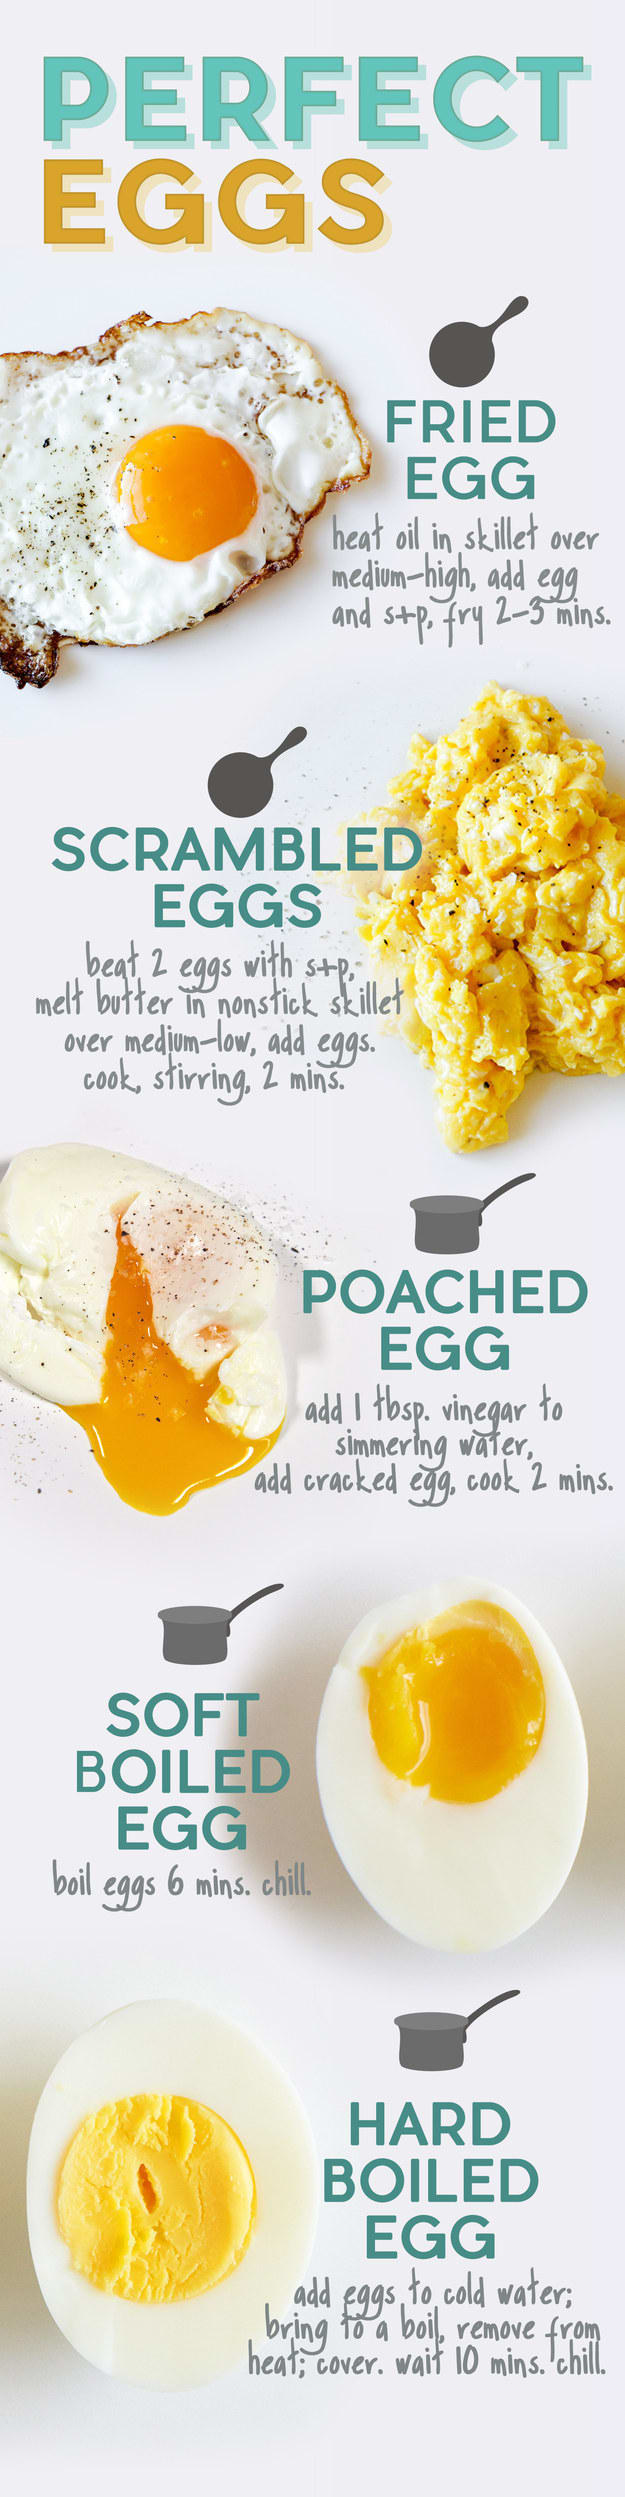 PERFECT
EGGS
FRIED
EGG
heat oil in skillet over
medium-high, add egg
and s+p, fry 2-3 mins.
SCRAMBLED
EGGS
beat 2 eggs with s+p,
melt butter in nonstick skillet
over medium-low, add eggs.
cook, stirring, 2 mins.
POACHED
EGG
add 1 tbsp. vinegar to
simmering water,
add cracked egg, cook 2 mins.
SOFT
BOILED
EGG
boil eggs 6 mins. chill.
HARD
BOILED
EGG
add eggs to cold water;
bring to a boil, remove from
heat; cover. wait 10 mins. chill.